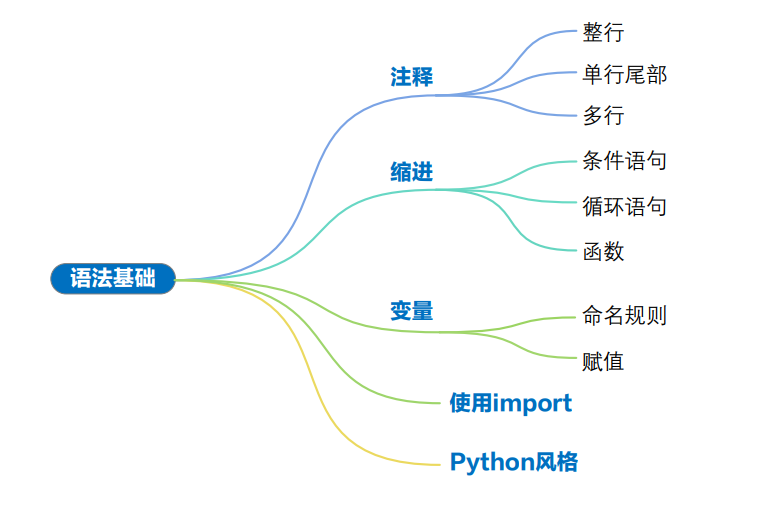 语法基础
注释
整行
单行尾部
多行
缩进
条件语句
循环语句
函数
变量
命名规则
赋值
使用import
Python风格